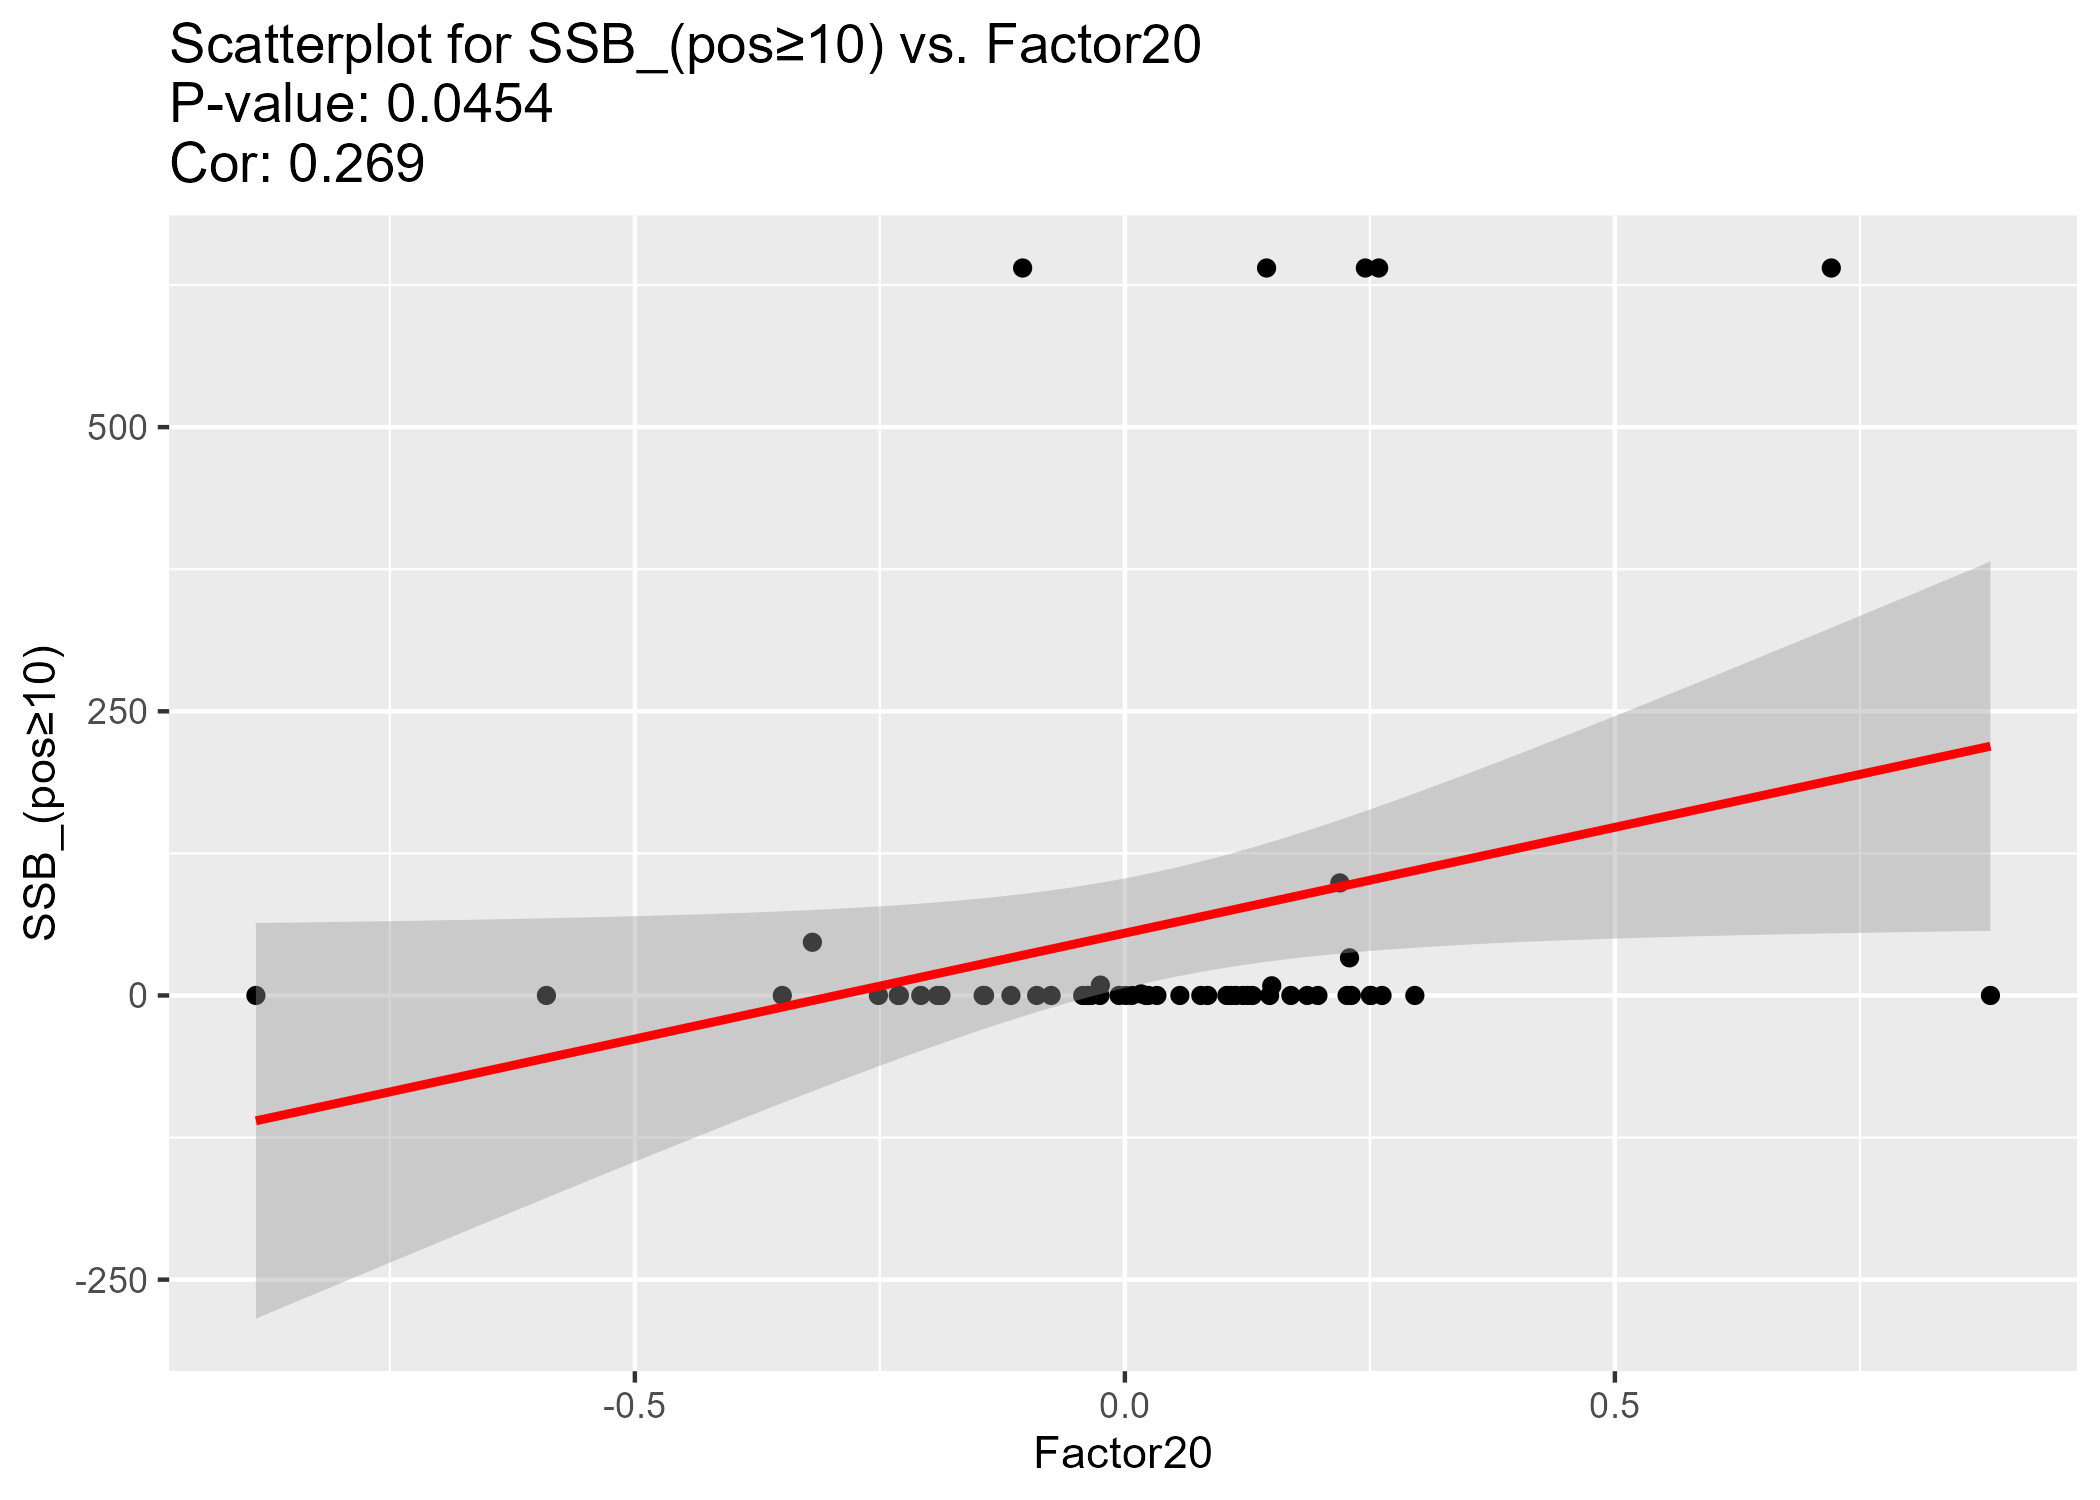 Scatterplot for SSB_(pos≥10) vs. Factor20
P-value: 0.0454
Cor: 0.269
500
250
0
-250
SSB_(pos≥10)
-0.5
0.0
0.5
Factor20